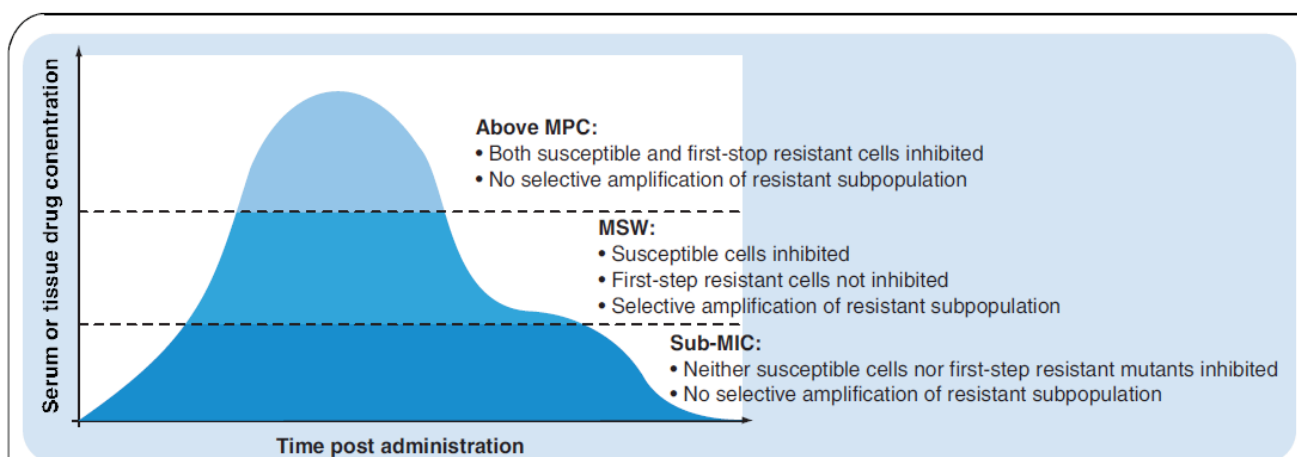 Serum or tissue drug conentration
Above MPC:
• Both susceptible and first-stop resistant cells inhibited
• No selective amplification of resistant subpopulation
MSW:
• Susceptible cells inhibited
• First-step resistant cells not inhibited
• Selective amplification of resistant subpopulation
Sub-MIC:
• Neither susceptible cells nor first-step resistant mutants inhibited
• No selective amplification of resistant subpopulation
Time post administration